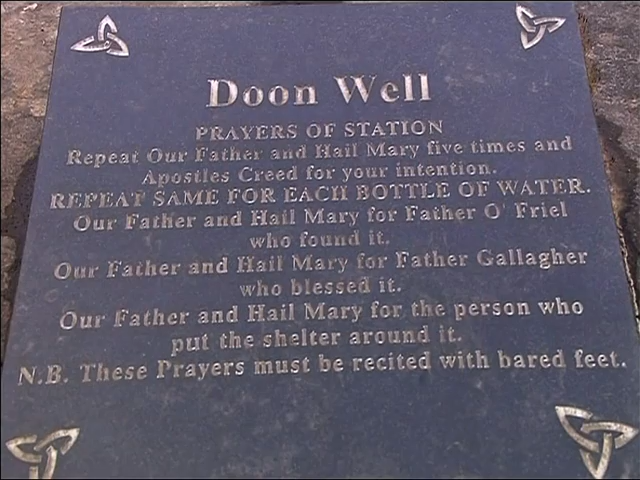 Doon Well
PRAYERS OF STATION
Repeat Our Father and Hail Mary five times and
Apostles Creed for your intention.
REPEAT SAME FOR EACH BOTTLE OF WATER.
Our Father and Hail Mary for Father O' Friel
who found it.
Our Father and Hail Mary for Father Gallagher
who blessed it.
Our Father and Hail Mary for the person who
put the shelter around it.
N.B. These Prayers must be recited with bared feet.